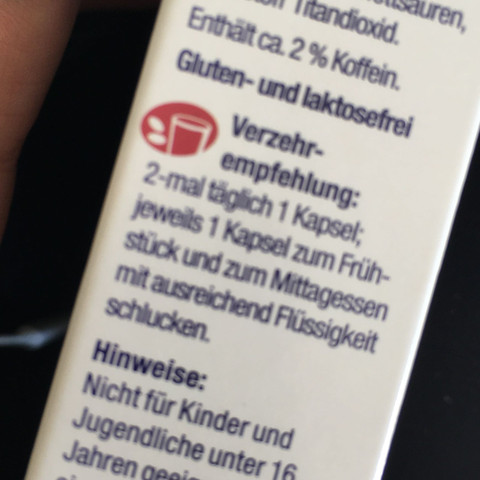 Titandioxid.
Enthält ca. 2 % Koffein.
Gluten- und laktosefrei
Verzehr-
empfehlung:
2-mal täglich 1 Kapsel;
jeweils 1 Kapsel zum Früh-
stück und zum Mittagessen
mit ausreichend Flüssigkeit
schlucken.
Hinweise:
Nicht für Kinder und
Jugendliche unter 16
Jahren